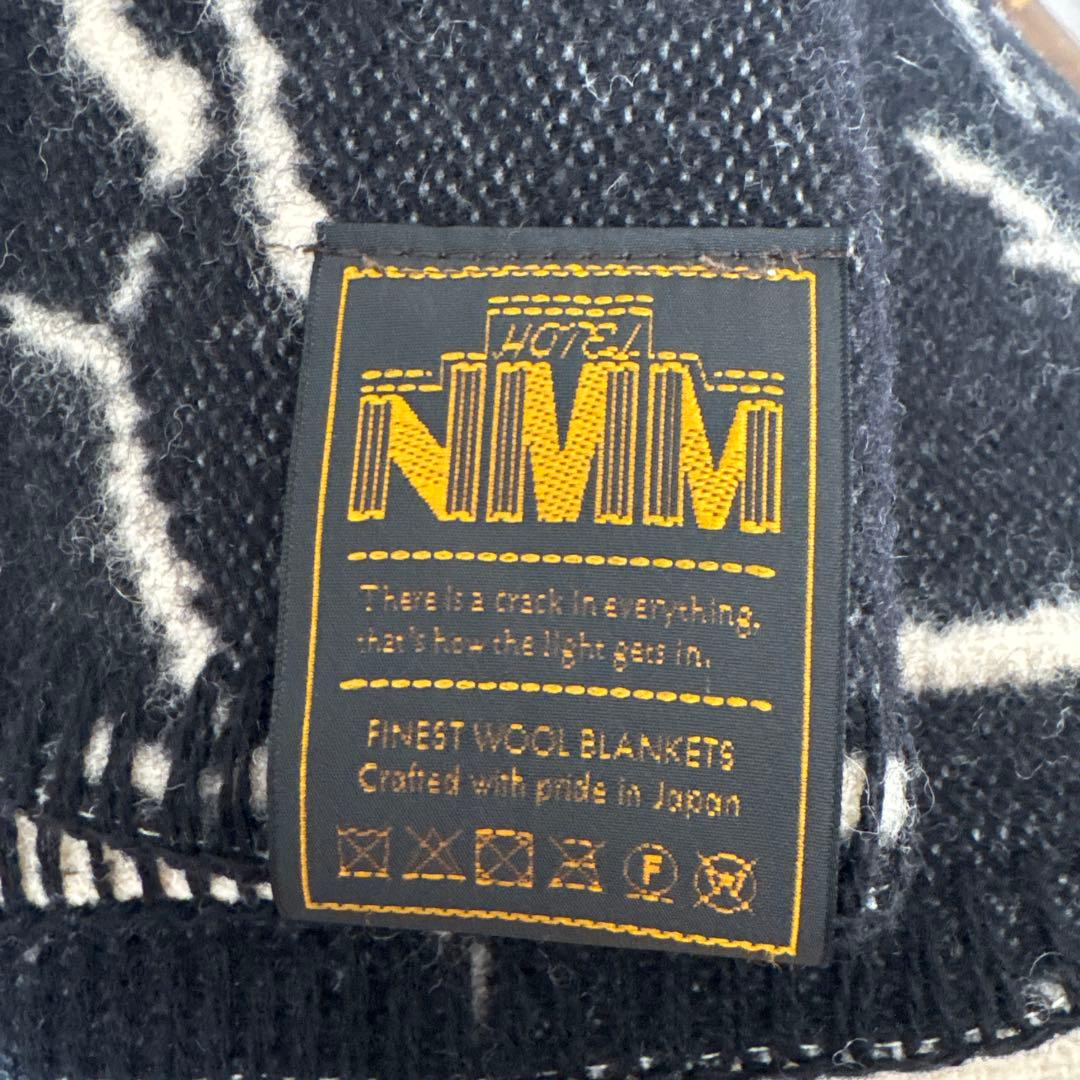 HOTEL
NMM
There is a crack in everything.
that's how the light gets in.
FINEST WOOL BLANKETS
Crafted with pride in Japan
F W